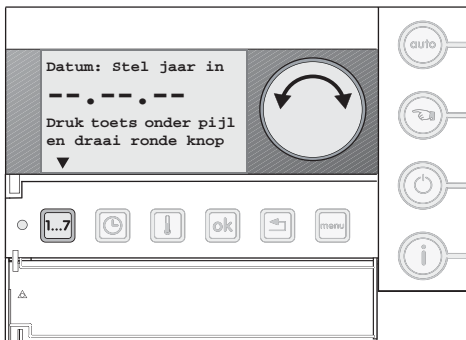 Datum: Stel jaar in
--.--.--
Druk toets onder pijl
en draai ronde knop
1...7
ok
menu
auto
i